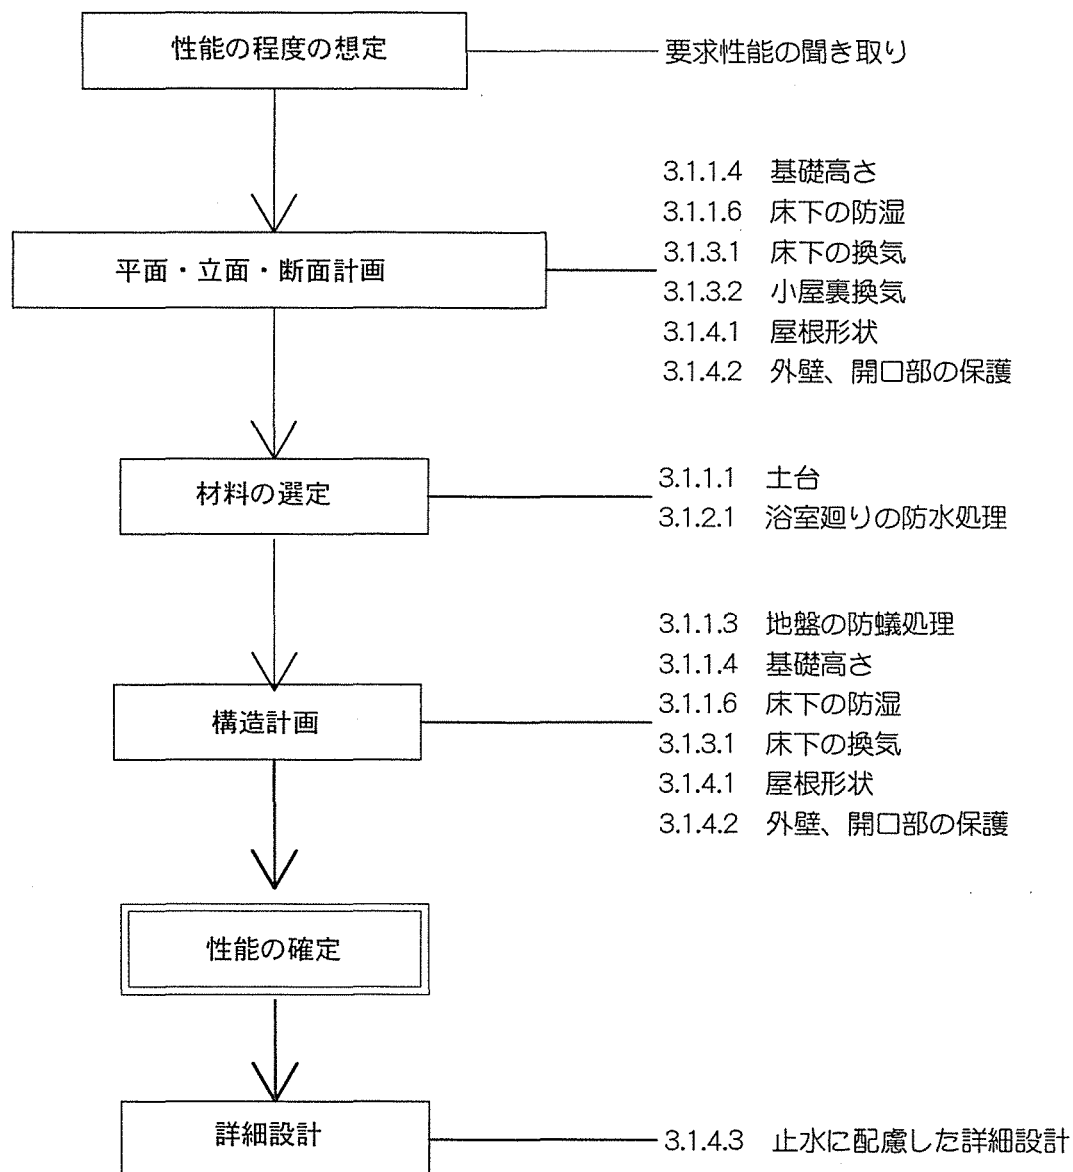 性能の程度の想定
要求性能の聞き取り
3.1.1.4 基礎高さ
3.1.1.6 床下の防湿
平面・立面・断面計画
3.1.3.1 床下の換気
3.1.3.2 小屋裏換気
3.1.4.1 屋根形状
3.1.4.2 外壁、開口部の保護
材料の選定
3.1.1.1 土台
3.1.2.1 浴室廻りの防水処理
3.1.1.3 地盤の防蟻処理
3.1.1.4 基礎高さ
3.1.1.6 床下の防湿
構造計画
3.1.3.1 床下の換気
3.1.4.1 屋根形状
3.1.4.2 外壁、開口部の保護
性能の確定
詳細設計
3.1.4.3 止水に配慮した詳細設計